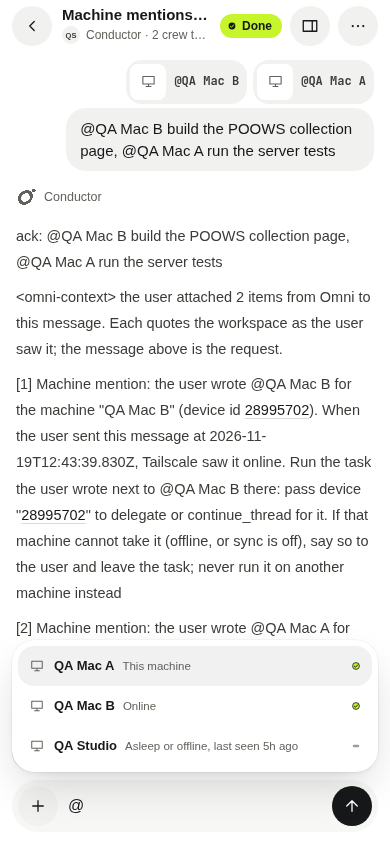 Machine mentions…
QS Conductor · 2 crew t…
Done
@QA Mac B @QA Mac A
@QA Mac B build the POOWS collection
page, @QA Mac A run the server tests
Conductor
ack: @QA Mac B build the POOWS collection page,
@QA Mac A run the server tests
<omni-context> the user attached 2 items from Omni to
this message. Each quotes the workspace as the user
saw it; the message above is the request.
[1] Machine mention: the user wrote @QA Mac B for
the machine "QA Mac B" (device id 28995702). When
the user sent this message at 2026-11-
19T12:43:39.830Z, Tailscale saw it online. Run the task
the user wrote next to @QA Mac B there: pass device
"28995702" to delegate or continue_thread for it. If that
machine cannot take it (offline, or sync is off), say so to
the user and leave the task; never run it on another
machine instead
[2] Machine mention: the user wrote @QA Mac A for
QA Mac A This machine
QA Mac B Online
QA Studio Asleep or offline, last seen 5h ago
@